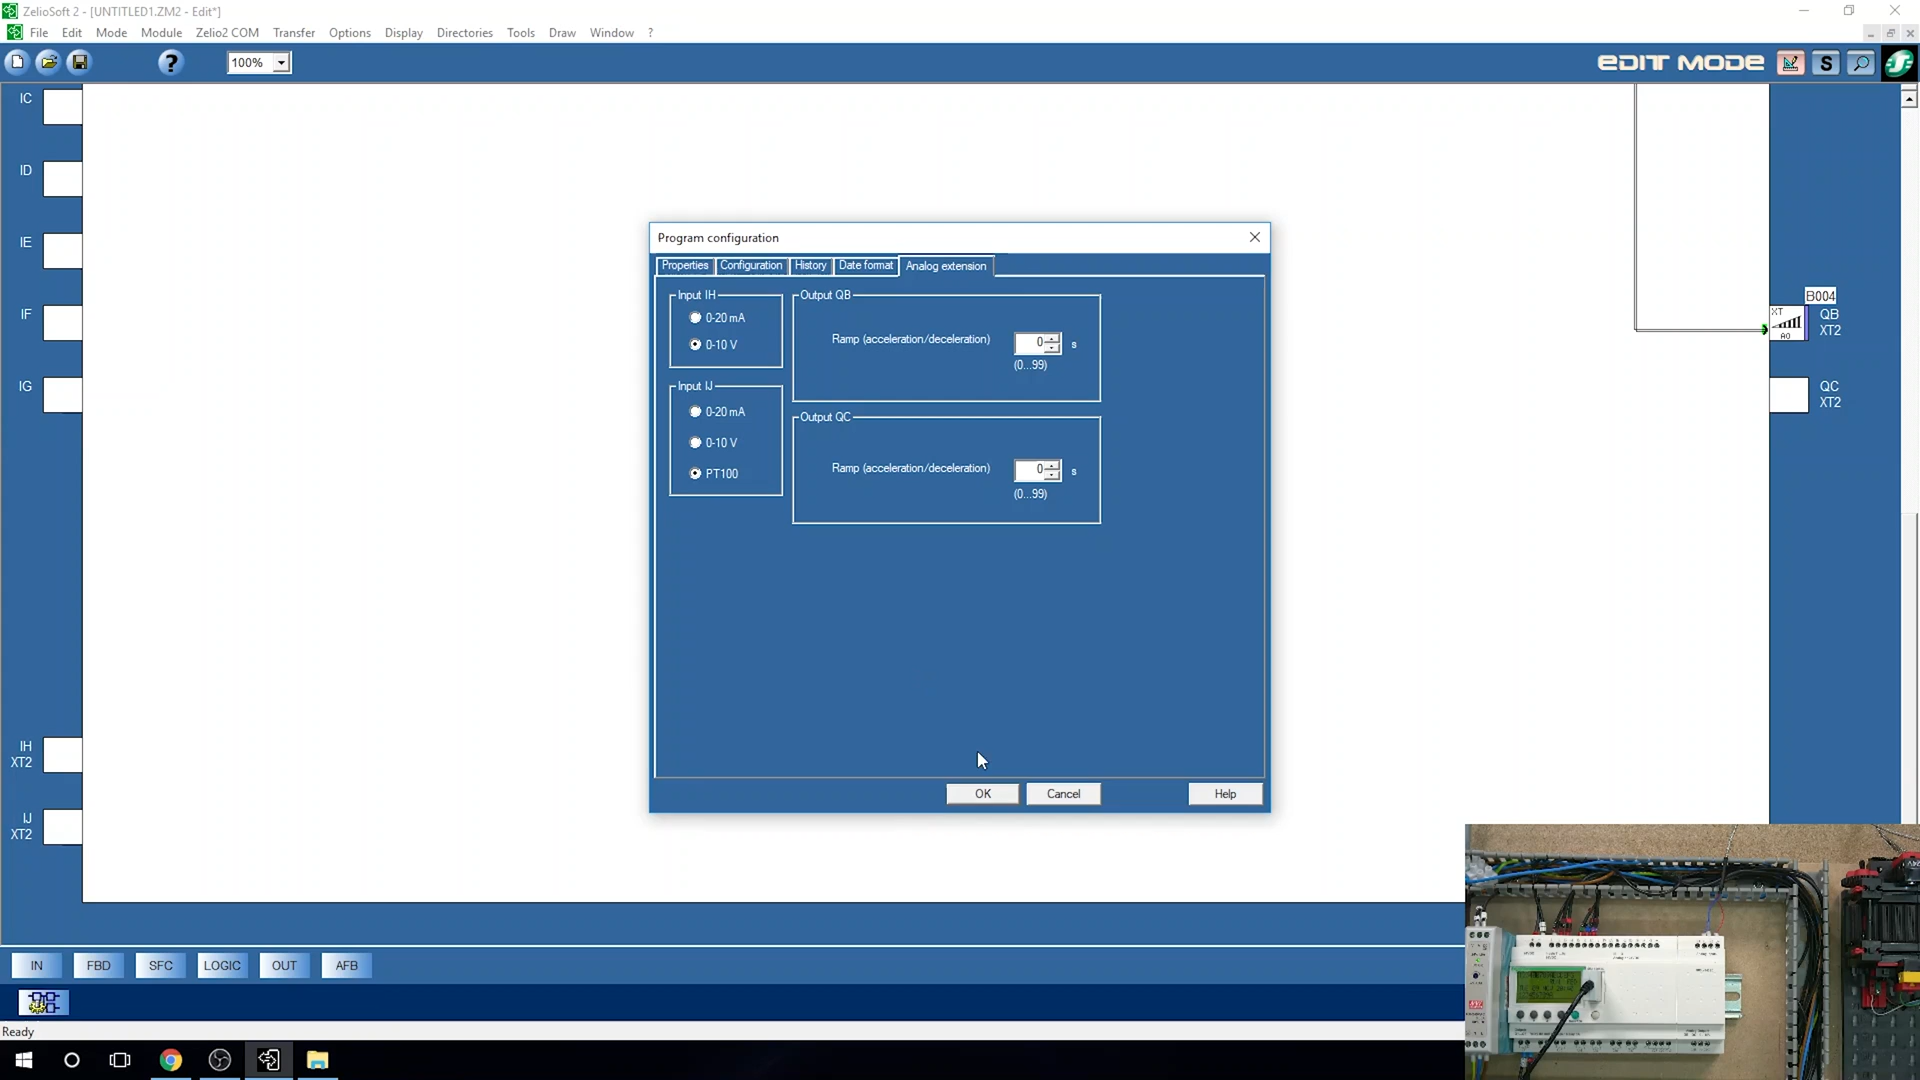 ZelioSoft 2 - [UNTITLED1.ZM2 - Edit*]
File Edit Mode Module Zelio2 COM Transfer Options Display Directories Tools Draw Window ?
100% EDIT MODE S
IC
ID
IE
IF
IG
IH
XT2
IJ
XT2
Program configuration
Properties Configuration History Date format Analog extension
Input IH
0-20 mA
0-10 V
Input IJ
0-20 mA
0-10 V
PT100
Output QB
Ramp (acceleration/deceleration) 0 s
(0...99)
Output QC
Ramp (acceleration/deceleration) 0 s
(0...99)
OK Cancel Help
B004
XT
A0
QB
XT2
QC
XT2
IN FBD SFC LOGIC OUT AFB
Ready